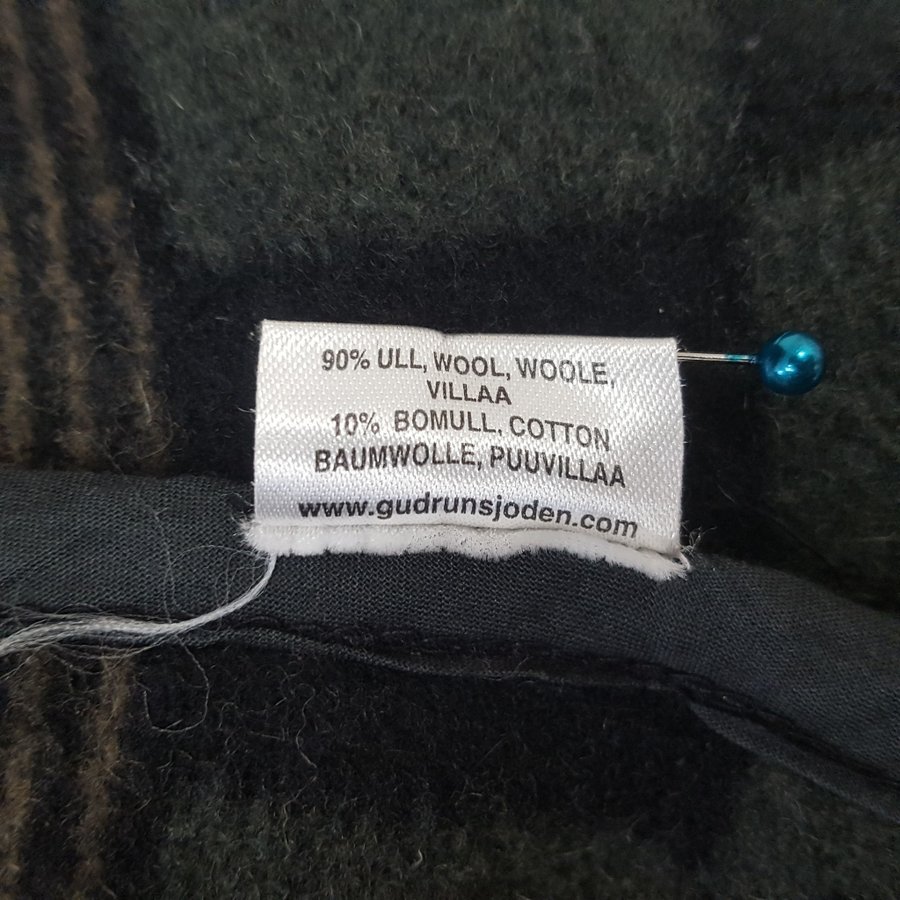 90% ULL, WOOL, WOOLE,
VILLAA
10% BOMULL, COTTON
BAUMWOLLE, PUUVILLAA
www.gudrunsjoden.com